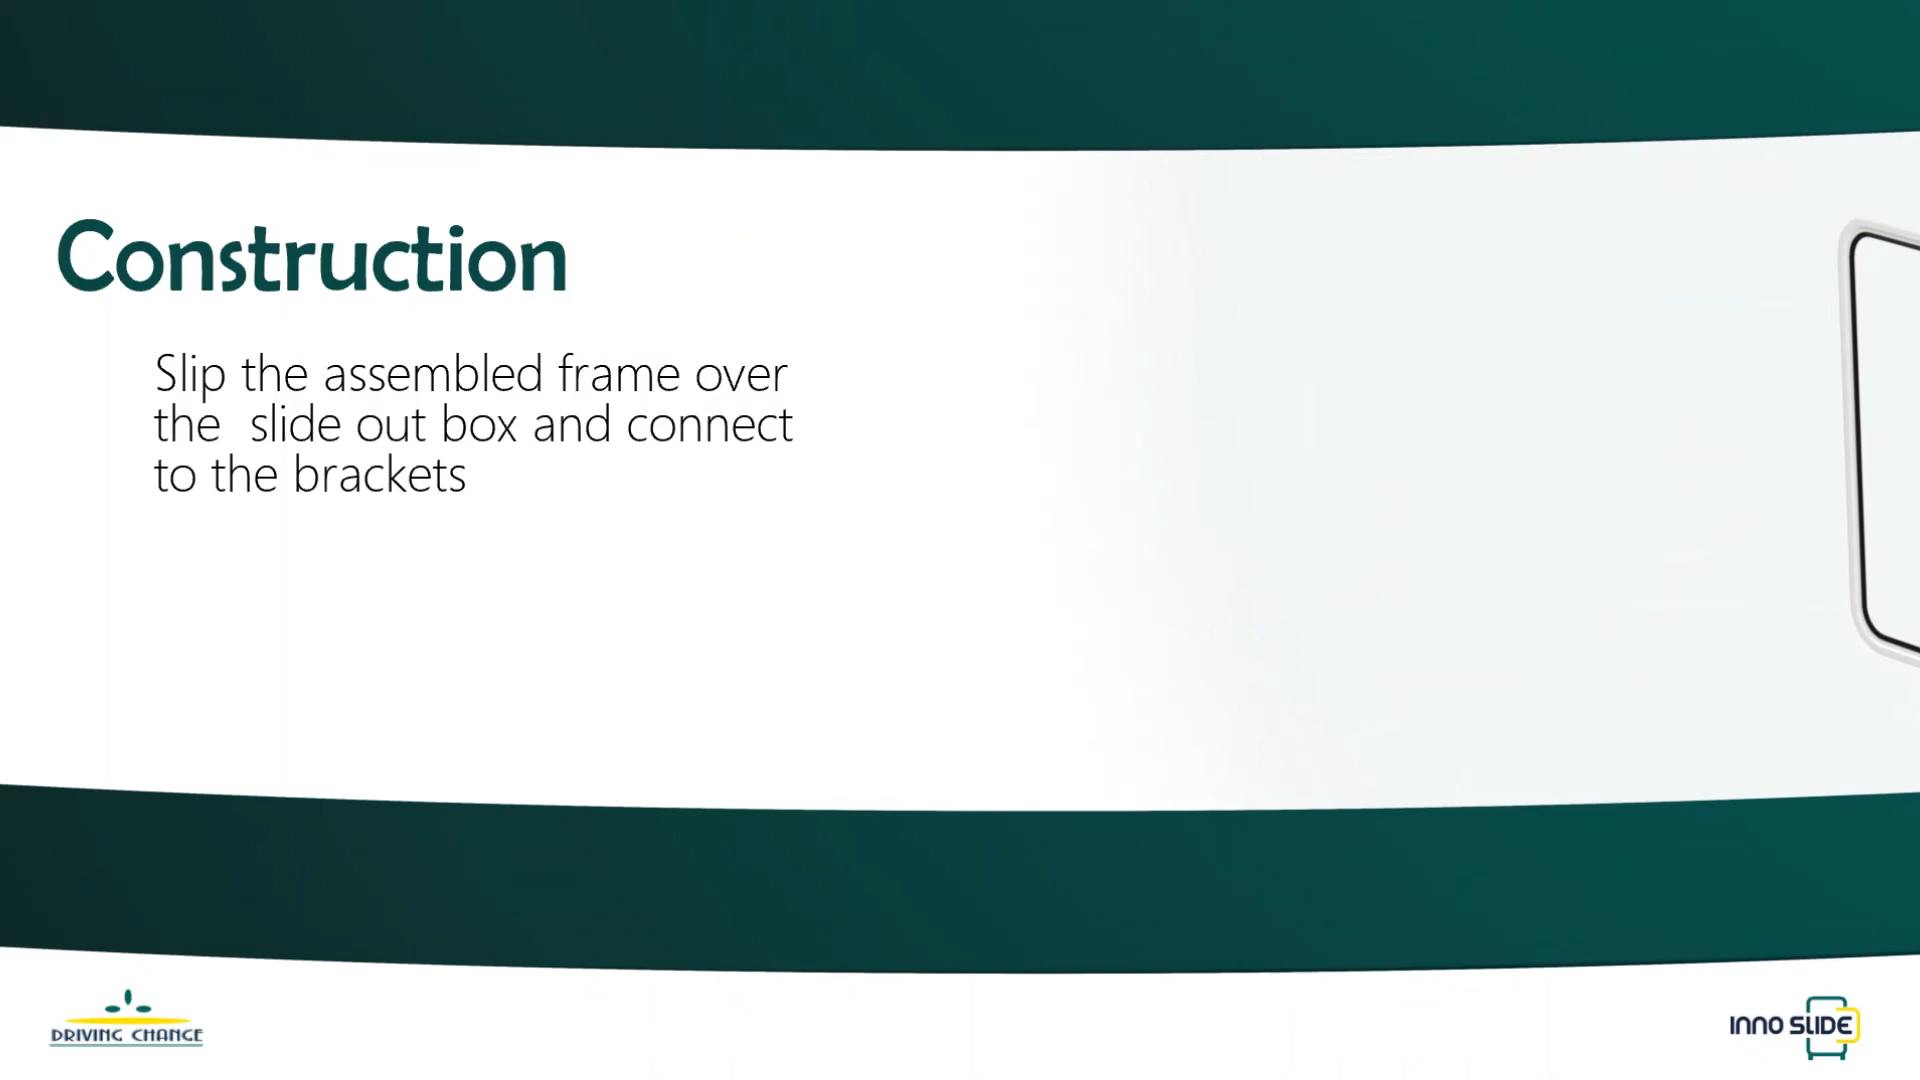 Construction
Slip the assembled frame over
the  slide out box and connect
to the brackets
DRIVING CHANGE
INNO SLIDE